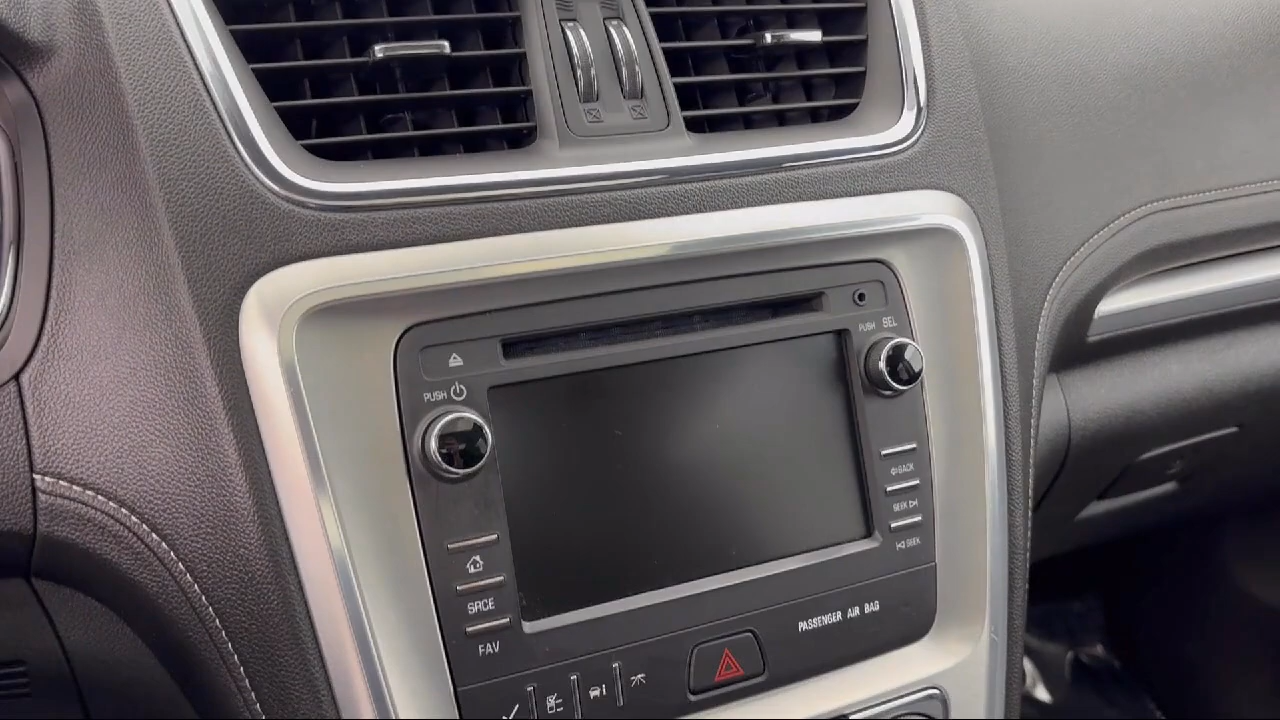 PUSH
SEL
PUSH
BACK
SEEK
SEEK
SRCE
FAV
PASSENGER AIR BAG